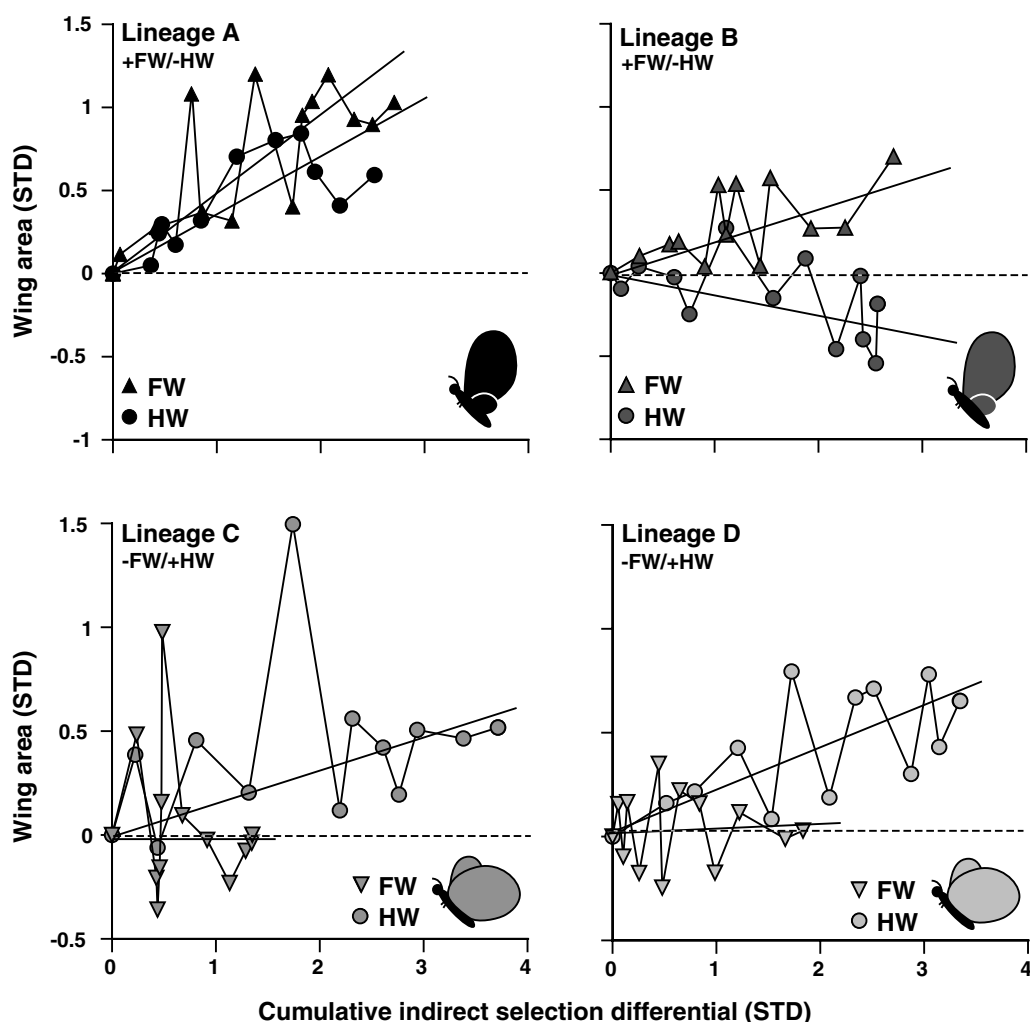 Lineage A
+FW/-HW
Lineage B
+FW/-HW
1.5
1
0.5
0
-0.5
-1
Wing area (STD)
FW
HW
FW
HW
Lineage C
-FW/+HW
Lineage D
-FW/+HW
1.5
1
0.5
0
-0.5
Wing area (STD)
FW
HW
FW
HW
0 1 2 3 4
0 1 2 3 4
Cumulative indirect selection differential (STD)